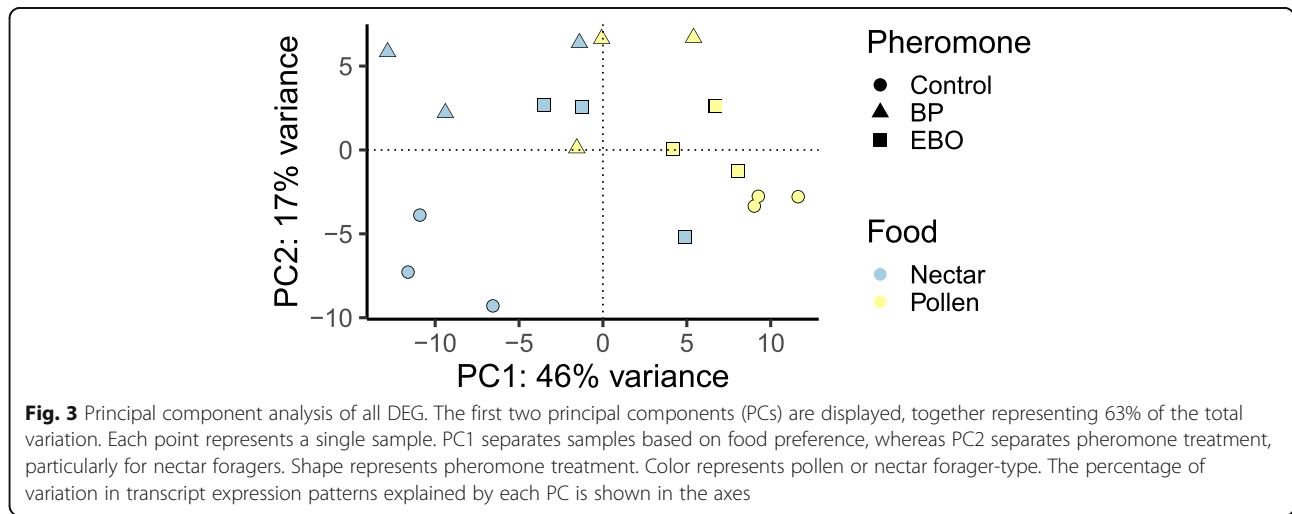 PC2: 17% variance
5
0
−5
−10
−10
−5
0
5
10
PC1: 46% variance
Pheromone
Control
BP
EBO
Food
Nectar
Pollen
Fig. 3 Principal component analysis of all DEG. The first two principal components (PCs) are displayed, together representing 63% of the total
variation. Each point represents a single sample. PC1 separates samples based on food preference, whereas PC2 separates pheromone treatment,
particularly for nectar foragers. Shape represents pheromone treatment. Color represents pollen or nectar forager-type. The percentage of
variation in transcript expression patterns explained by each PC is shown in the axes